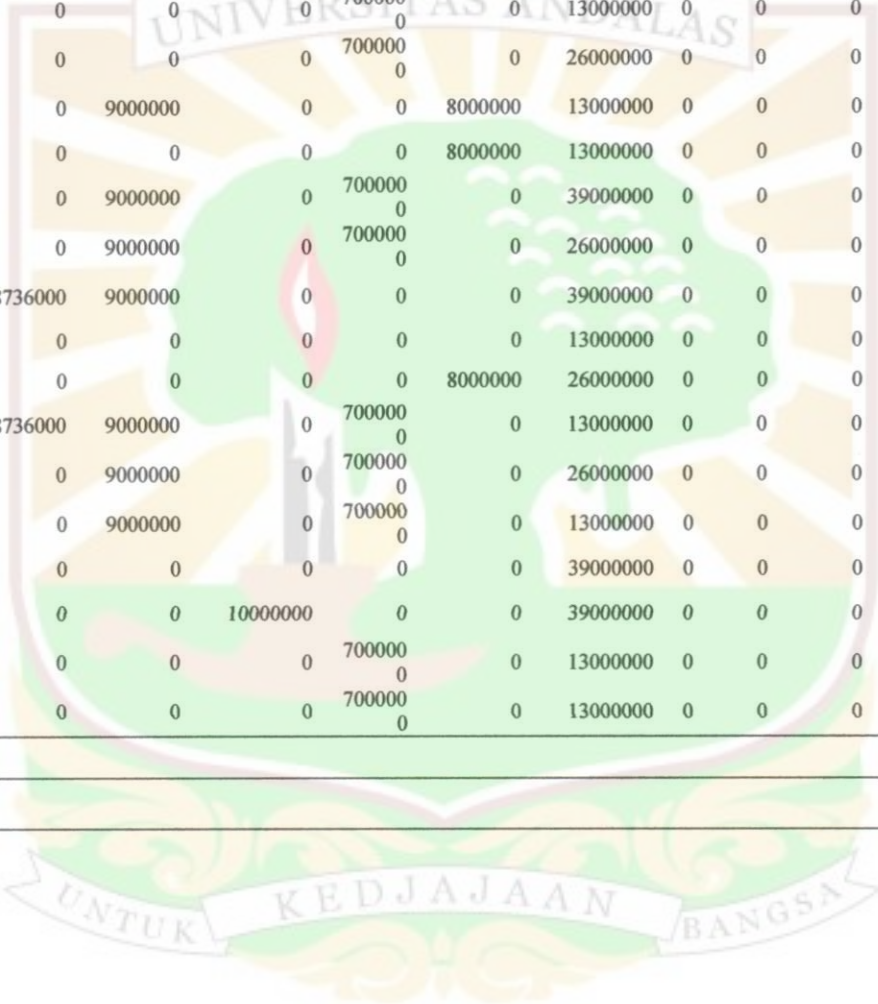 UNIVERSITAS ANDALAS
0 0 0 0 13000000 0 0 0
0
0 0 0 700000 0 26000000 0 0 0
0
0 9000000 0 0 8000000 13000000 0 0 0
0 0 0 0 8000000 13000000 0 0 0
0 9000000 0 700000 0 39000000 0 0 0
0
0 9000000 0 700000 0 26000000 0 0 0
0
736000 9000000 0 0 0 39000000 0 0 0
0 0 0 0 0 13000000 0 0 0
0 0 0 0 8000000 26000000 0 0 0
736000 9000000 0 700000 0 13000000 0 0 0
0
0 9000000 0 700000 0 26000000 0 0 0
0
0 9000000 0 700000 0 13000000 0 0 0
0
0 0 0 0 0 39000000 0 0 0
0 0 10000000 0 0 39000000 0 0 0
0 0 0 700000 0 13000000 0 0 0
0
0 0 0 700000 0 13000000 0 0 0
0
UNTUK KEDJAJAAN BANGSA